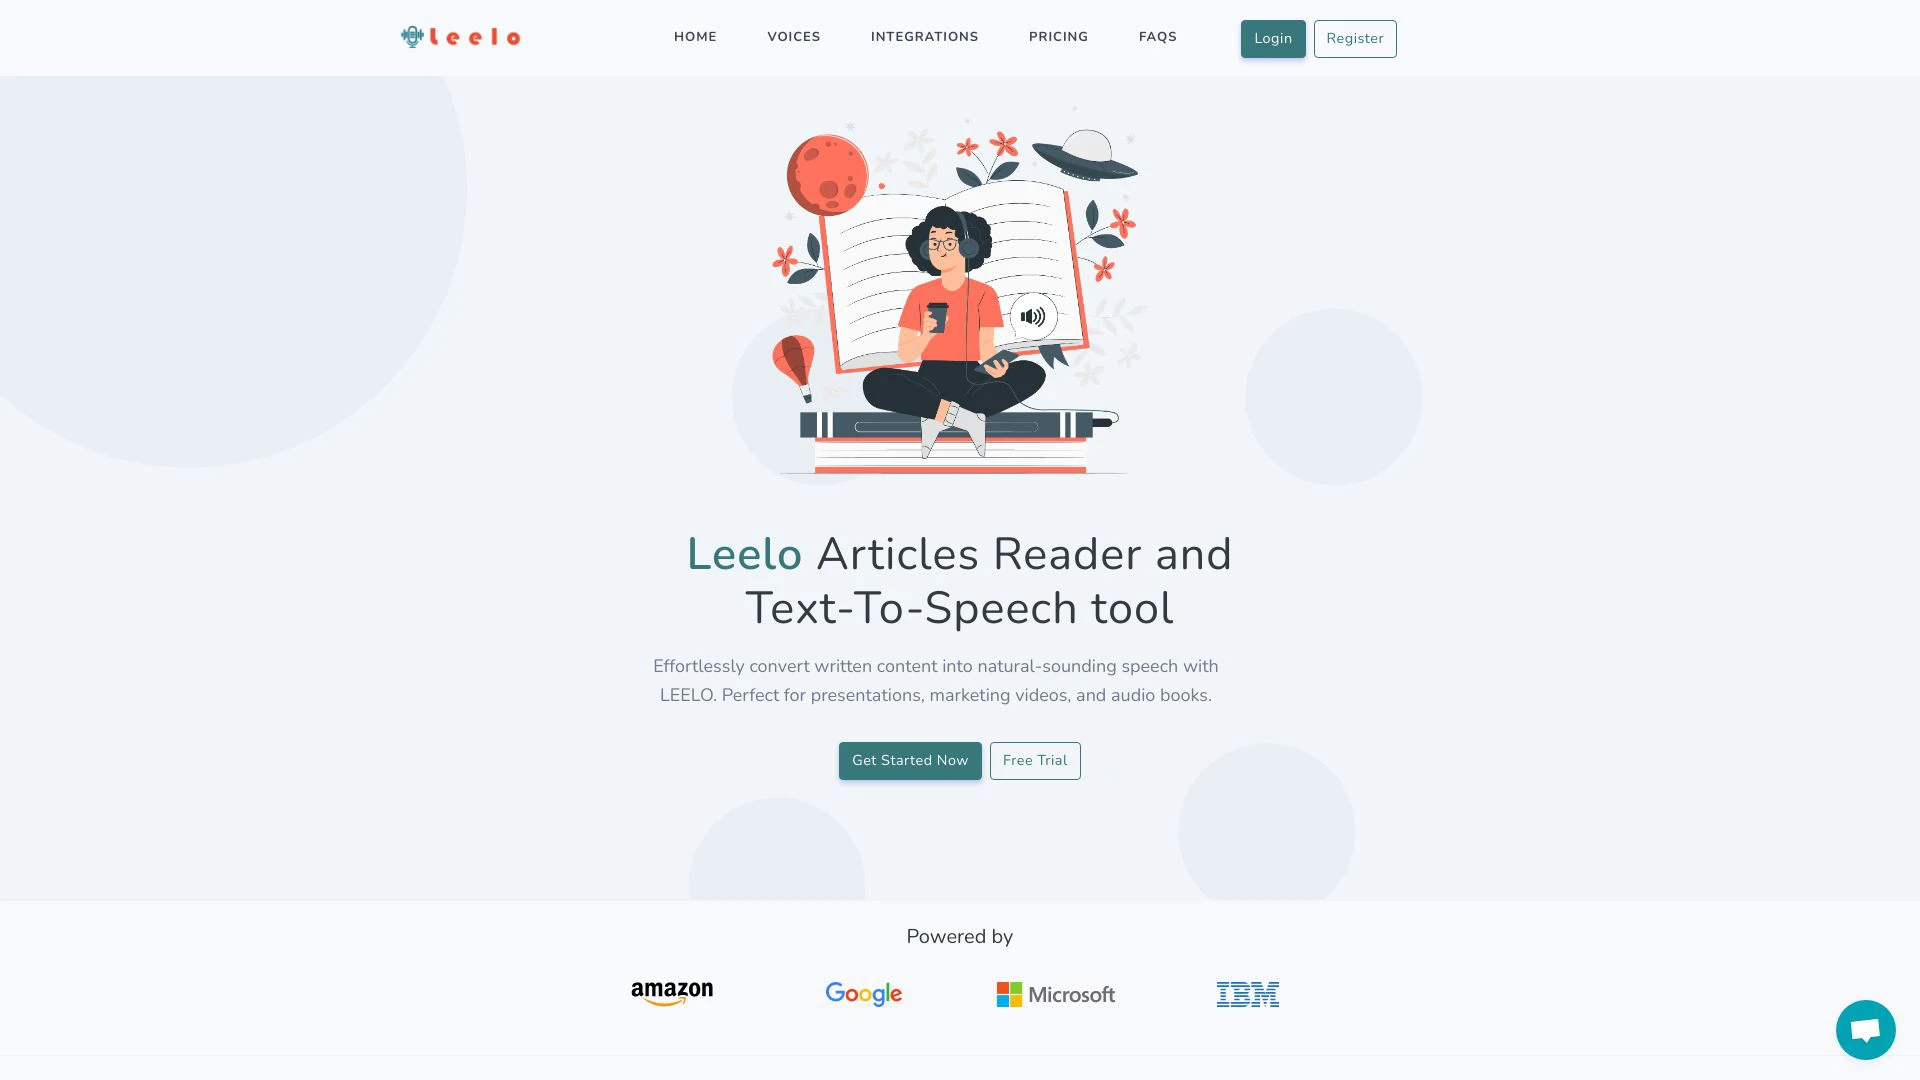 leelo
HOME
VOICES
INTEGRATIONS
PRICING
FAQS
Login
Register
Leelo Articles Reader and
Text-To-Speech tool
Effortlessly convert written content into natural-sounding speech with
LEELO. Perfect for presentations, marketing videos, and audio books.
Get Started Now
Free Trial
Powered by
amazon
Google
Microsoft
IBM